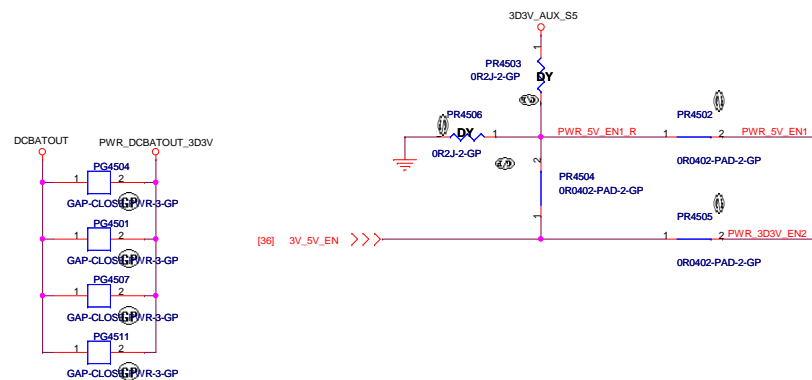 3D3V_AUX_S5
1
PR4503
0R2J-2-GP
DY
PR4506
DY
1
0R2J-2-GP
PWR_5V_EN1_R
PR4502
1
2
PWR_5V_EN1
0R0402-PAD-2-GP
2
PR4504
0R0402-PAD-2-GP
1
PR4505
[36]
3V_5V_EN
1
2
PWR_3D3V_EN2
0R0402-PAD-2-GP
DCBATOUT
PWR_DCBATOUT_3D3V
PG4504
1
2
GAP-CLOSE-PWR-3-GP
PG4501
1
2
GAP-CLOSE-PWR-3-GP
PG4507
1
2
GAP-CLOSE-PWR-3-GP
PG4511
1
2
GAP-CLOSE-PWR-3-GP